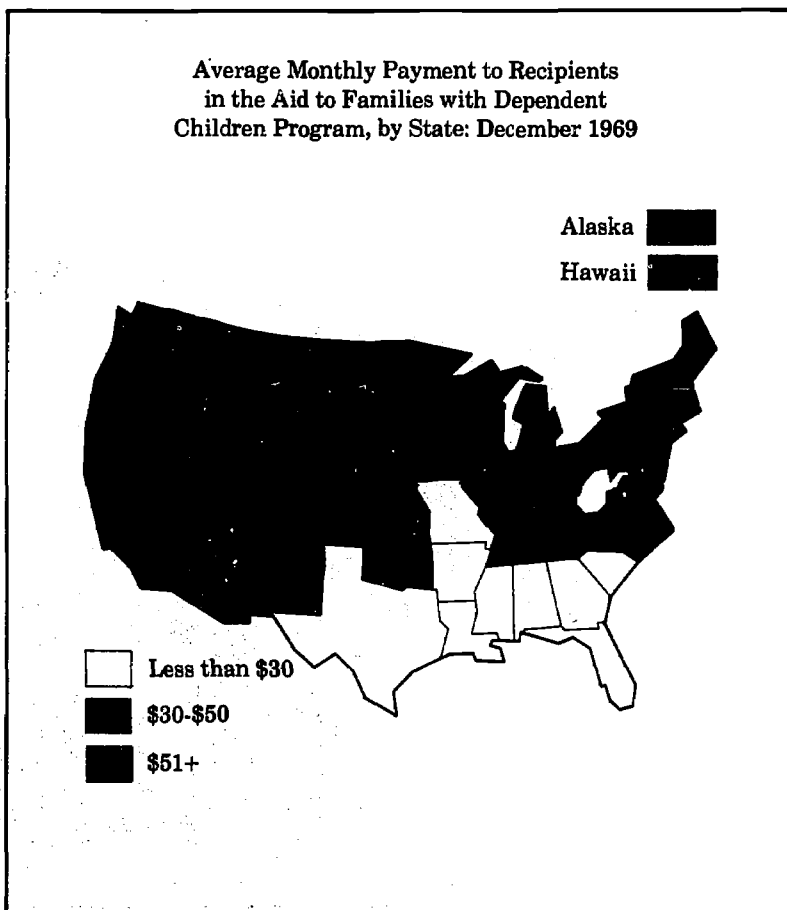 Average Monthly Payment to Recipients
in the Aid to Families with Dependent
Children Program, by State: December 1969
Alaska
Hawaii
Less than $30
$30-$50
$51+